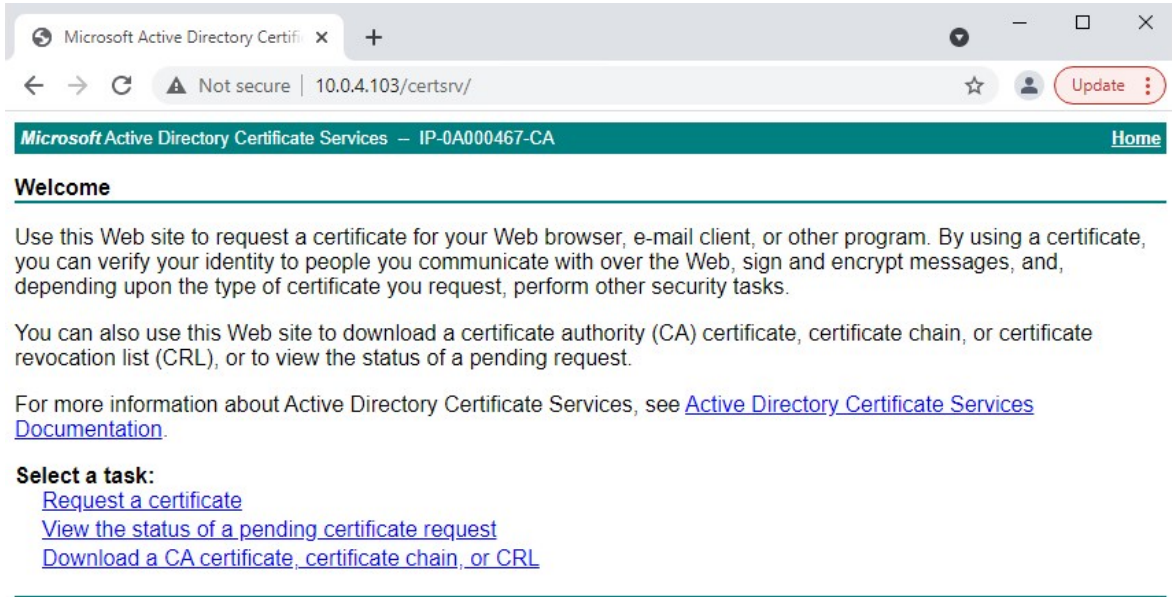 Microsoft Active Directory Certifi
Not secure | 10.0.4.103/certsrv/
Update
Microsoft Active Directory Certificate Services -- IP-0A000467-CA
Home
Welcome
Use this Web site to request a certificate for your Web browser, e-mail client, or other program. By using a certificate,
you can verify your identity to people you communicate with over the Web, sign and encrypt messages, and,
depending upon the type of certificate you request, perform other security tasks.
You can also use this Web site to download a certificate authority (CA) certificate, certificate chain, or certificate
revocation list (CRL), or to view the status of a pending request.
For more information about Active Directory Certificate Services, see Active Directory Certificate Services
Documentation.
Select a task:
Request a certificate
View the status of a pending certificate request
Download a CA certificate, certificate chain, or CRL